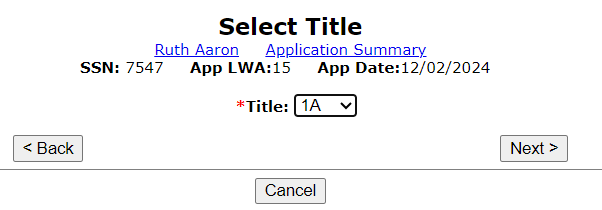 Select Title
Ruth Aaron Application Summary
SSN: 7547 App LWA:15 App Date:12/02/2024
*Title: 1A
< Back Next >
Cancel